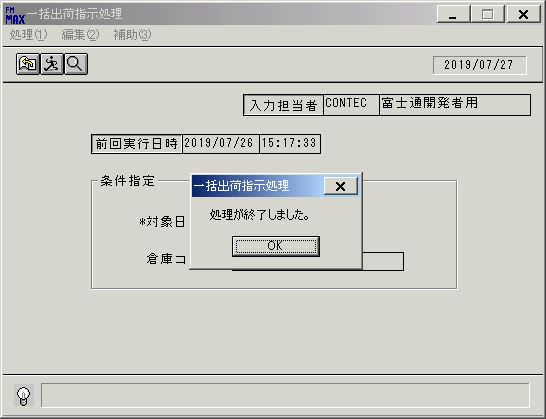 FM MAX 一括出荷指示処理
処理(1) 編集(2) 補助(3)
2019/07/27
入力担当者 CONTEC 富士通開発者用
前回実行日時 2019/07/26 15:17:33
条件指定
一括出荷指示処理
処理が終了しました。
*対象日
OK
倉庫コ